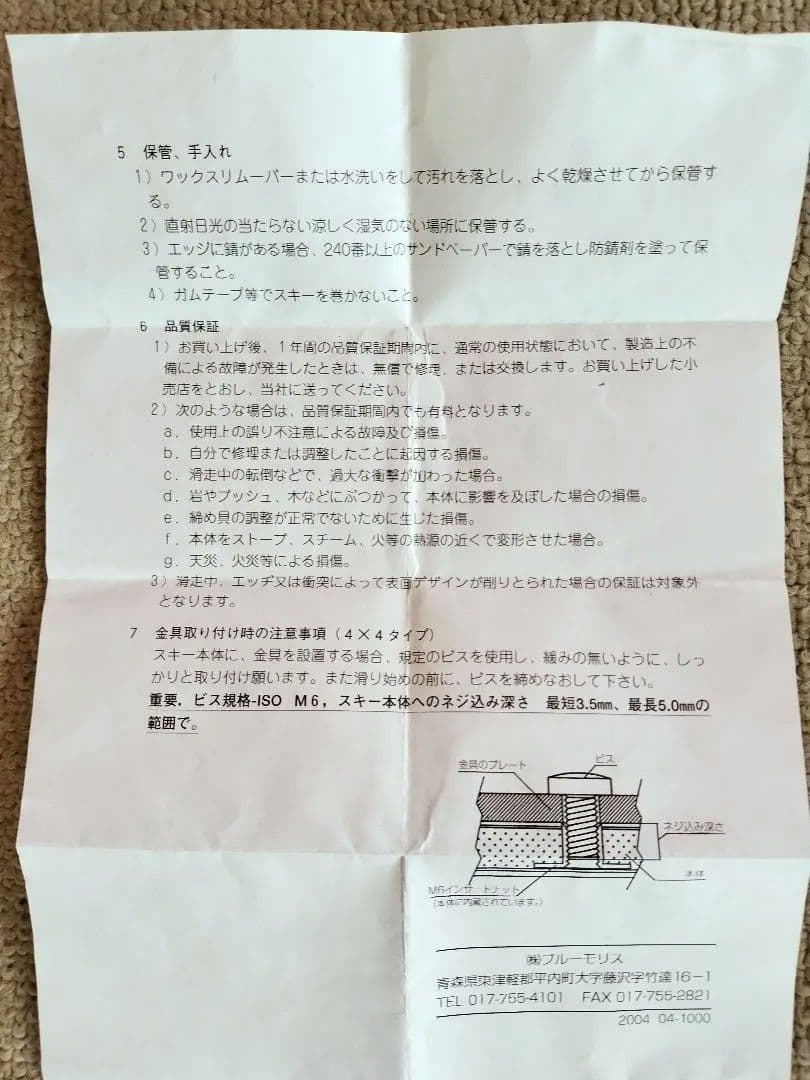 5 保管、手入れ
1）ワックスリムーバーまたは水洗いをして汚れを落とし、よく乾燥させてから保管す
る。
2）直射日光の当たらない涼しく湿気のない場所に保管する。
3）エッジに錆がある場合、240番以上のサンドペーパーで錆を落とし防錆剤を塗って保
管すること。
4）ガムテープ等でスキーを巻かないこと。
6 品質保証
1）お買い上げ後、1年間の品質保証期間内に、通常の使用状態において、製造上の不
備による故障が発生したときは、無償で修理、または交換します。お買い上げした小
売店をとおし、当社に送ってください。
2）次のような場合は、品質保証期間内でも有料となります。
a．使用上の誤り不注意による故障及び損傷。
b．自分で修理または調整したことに起因する損傷。
c．滑走中の転倒などで、過大な衝撃が加わった場合。
d．岩やブッシュ、木などにぶつかって、本体に影響を及ぼした場合の損傷。
e．締め具の調整が正常でないために生じた損傷。
f．本体をストーブ、スチーム、火等の熱源の近くで変形させた場合。
g．天災、火災等による損傷。
3）滑走中、エッヂ又は衝突によって表面デザインが削りとられた場合の保証は対象外
となります。
7 金具取り付け時の注意事項（4×4タイプ）
スキー本体に、金具を設置する場合、規定のビスを使用し、緩みの無いように、しっ
かりと取り付け願います。また滑り始めの前に、ビスを締めなおして下さい。
重要．ビス規格-ISO M6，スキー本体へのネジ込み深さ 最短3.5mm、最長5.0mmの
範囲で。
ビス
金具のプレート
ネジ込み深さ
本体
M6インサートナット
（本体に内蔵されています。）
㈱ブルーモリス
青森県東津軽郡平内町大字藤沢字竹達16-1
TEL 017-755-4101 FAX 017-755-2821
2004 04-1000